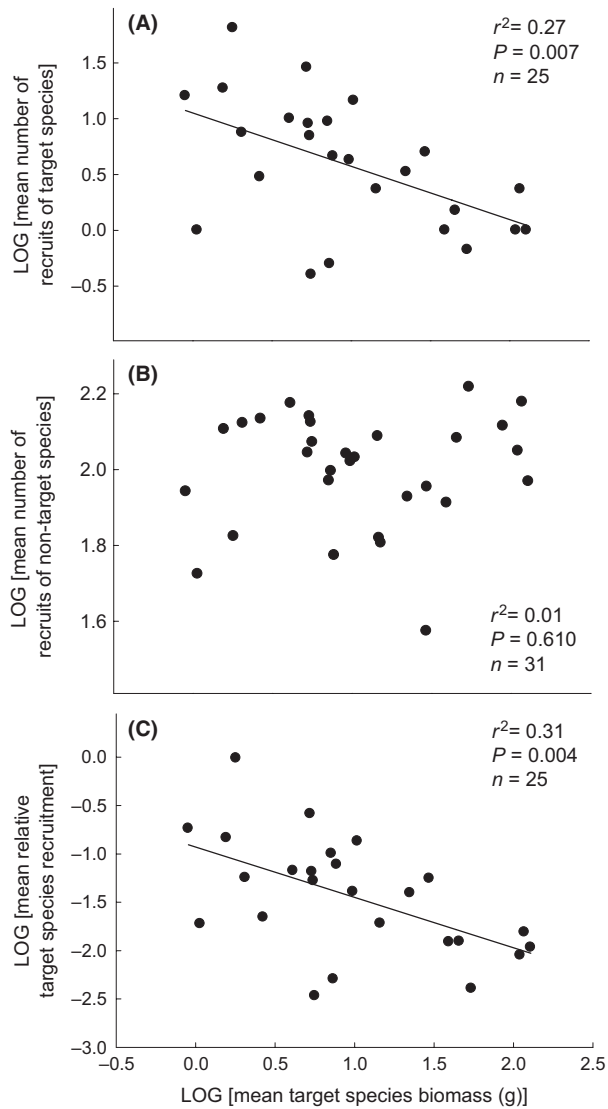 (A)
r² = 0.27
P = 0.007
n = 25
LOG [mean number of
recruits of target species]
1.5
1.0
0.5
0.0
−0.5
(B)
LOG [mean number of
recruits of non-target species]
2.2
2.0
1.8
1.6
r² = 0.01
P = 0.610
n = 31
(C)
r² = 0.31
P = 0.004
n = 25
LOG [mean relative
target species recruitment]
0.0
−0.5
−1.0
−1.5
−2.0
−2.5
−3.0
−0.5 0.0 0.5 1.0 1.5 2.0 2.5
LOG [mean target species biomass (g)]